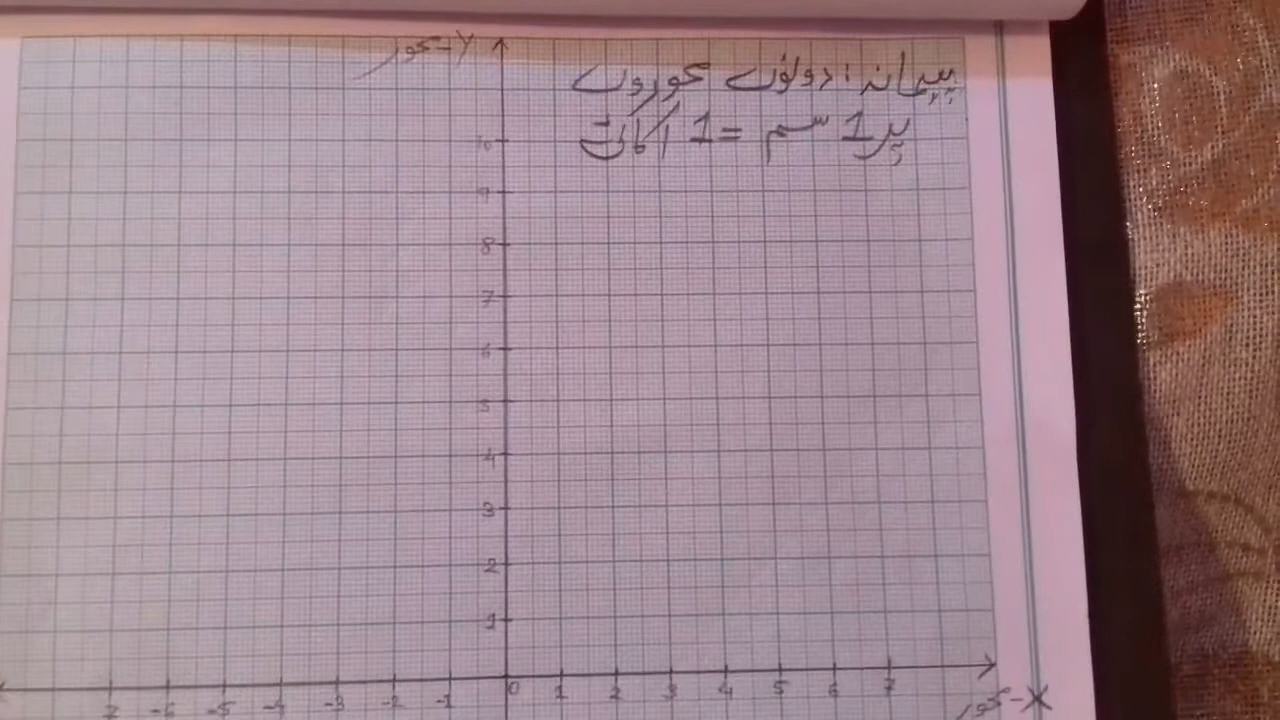 Y-محور
پیمانہ : دونوں محوروں
پر 1 سم = 1 اکائی
10
9
8
7
6
5
4
3
2
1
-7 -6 -5 -4 -3 -2 -1 0 1 2 3 4 5 6 7
X-محور